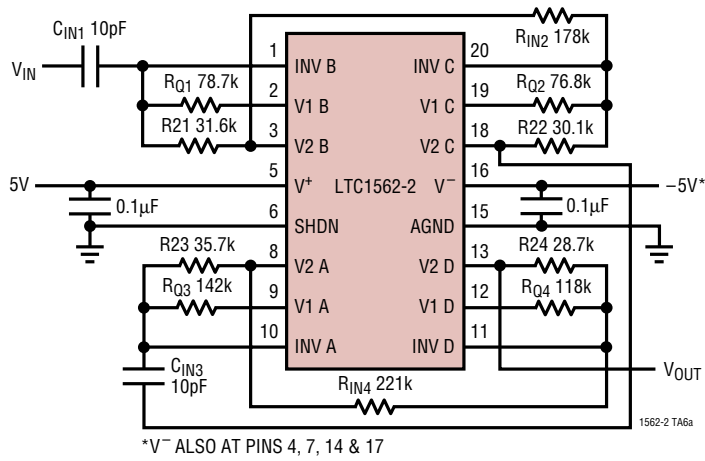 C_IN1 10pF
V_IN
R_IN2 178k
1
INV B
INV C
20
R_Q1 78.7k
2
V1 B
V1 C
19
R_Q2 76.8k
R21 31.6k
3
V2 B
V2 C
18
R22 30.1k
5V
5
V+
LTC1562-2
V−
16
−5V*
0.1µF
0.1µF
6
SHDN
AGND
15
R23 35.7k
8
V2 A
V2 D
13
R24 28.7k
R_Q3 142k
9
V1 A
V1 D
12
R_Q4 118k
10
INV A
INV D
11
C_IN3
10pF
R_IN4 221k
V_OUT
1562-2 TA6a
*V− ALSO AT PINS 4, 7, 14 & 17